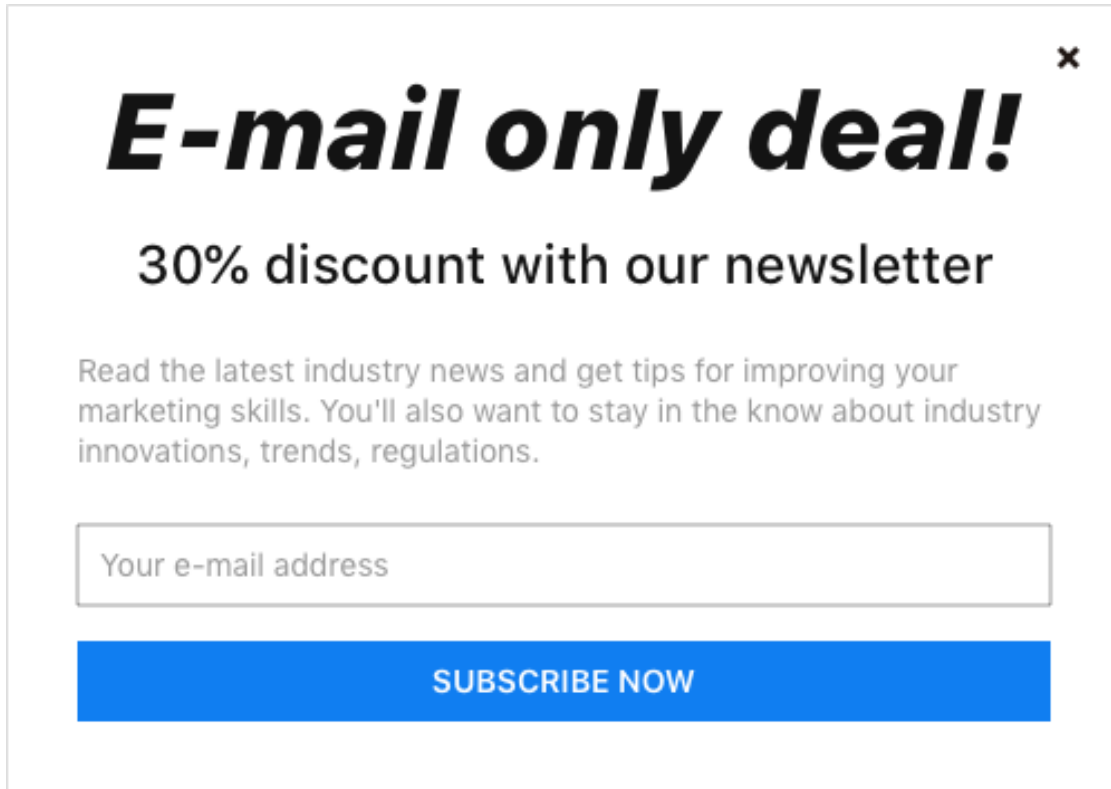 E-mail only deal!
30% discount with our newsletter
Read the latest industry news and get tips for improving your
marketing skills. You'll also want to stay in the know about industry
innovations, trends, regulations.
Your e-mail address
SUBSCRIBE NOW